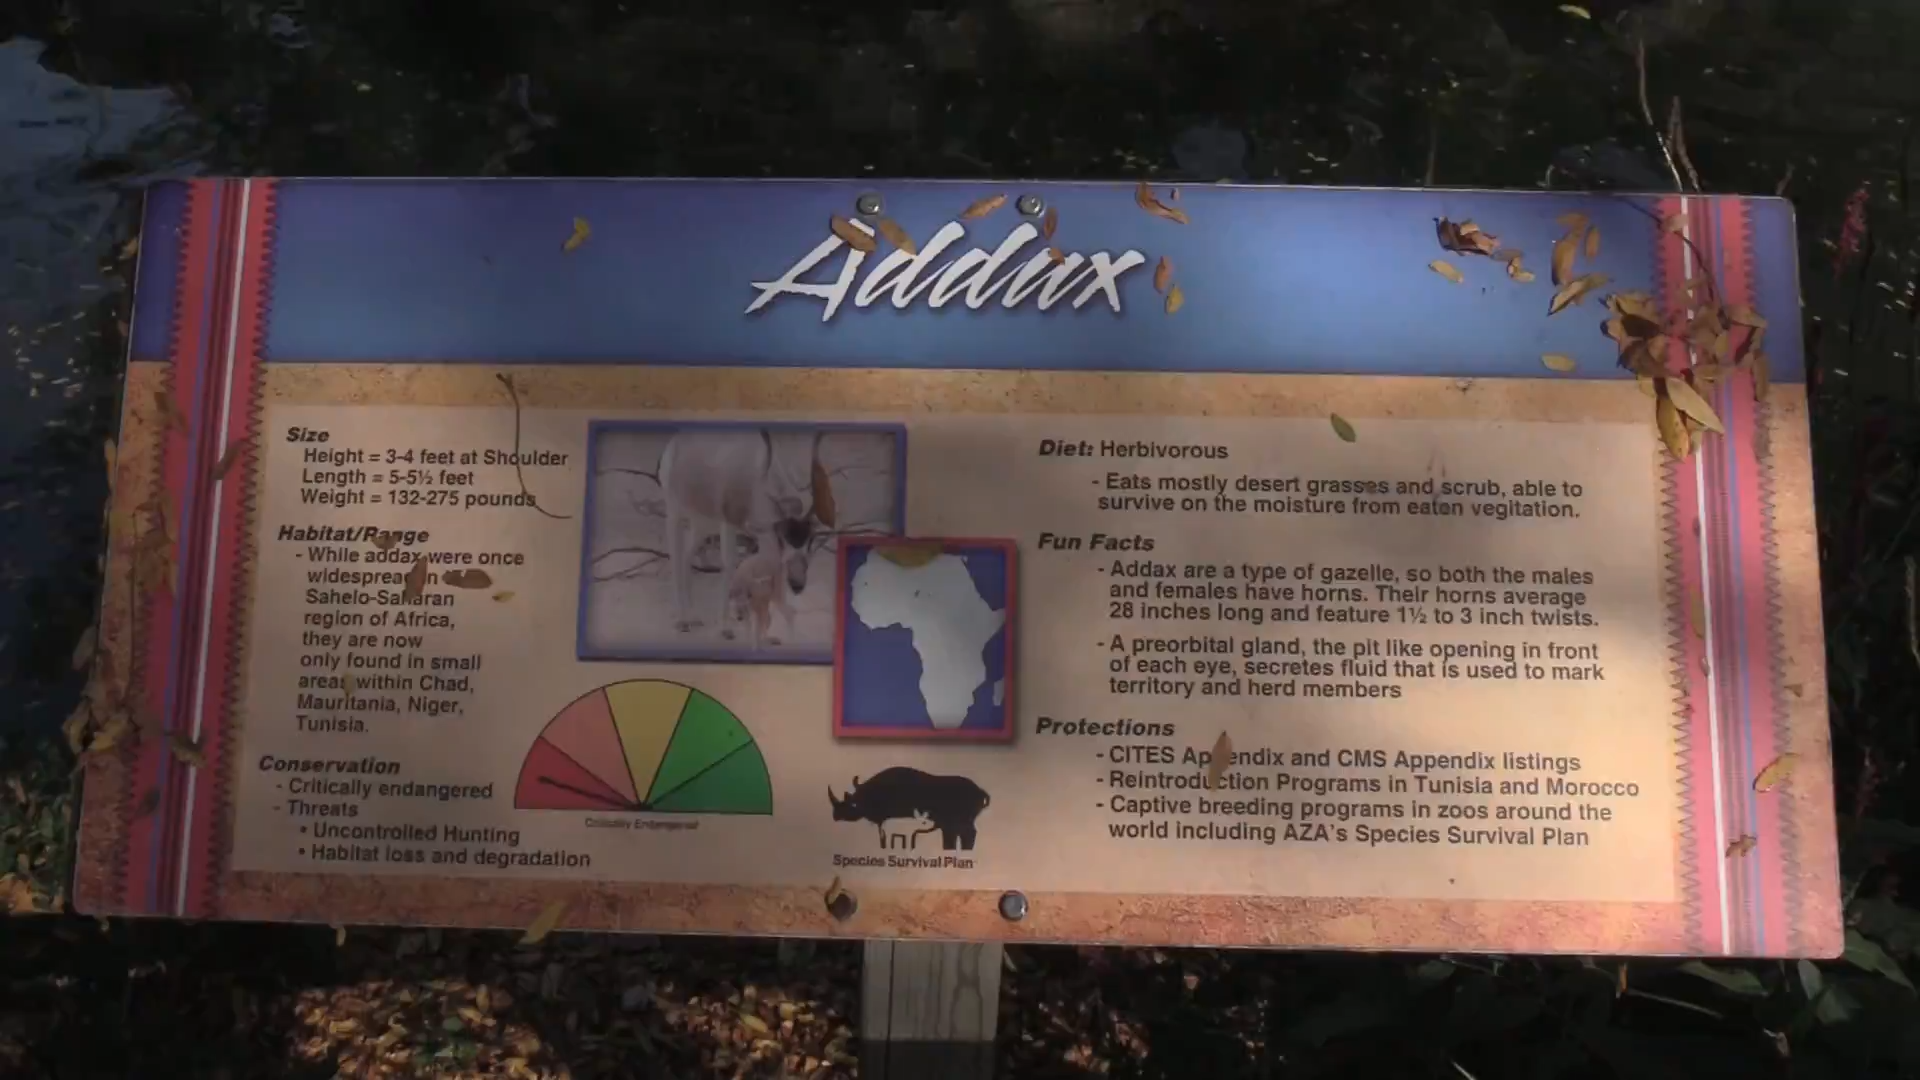 Addax
Size
Height = 3-4 feet at Shoulder
Length = 5-5½ feet
Weight = 132-275 pounds
Habitat/Range
- While addax were once
widespread in
Sahelo-Saharan
region of Africa,
they are now
only found in small
areas within Chad,
Mauritania, Niger,
Tunisia.
Conservation
- Critically endangered
- Threats
• Uncontrolled Hunting
• Habitat loss and degradation
Critically Endangered
Species Survival Plan
Diet: Herbivorous
- Eats mostly desert grasses and scrub, able to
survive on the moisture from eaten vegitation.
Fun Facts
- Addax are a type of gazelle, so both the males
and females have horns. Their horns average
28 inches long and feature 1½ to 3 inch twists.
- A preorbital gland, the pit like opening in front
of each eye, secretes fluid that is used to mark
territory and herd members
Protections
- CITES Appendix and CMS Appendix listings
- Reintroduction Programs in Tunisia and Morocco
- Captive breeding programs in zoos around the
world including AZA's Species Survival Plan